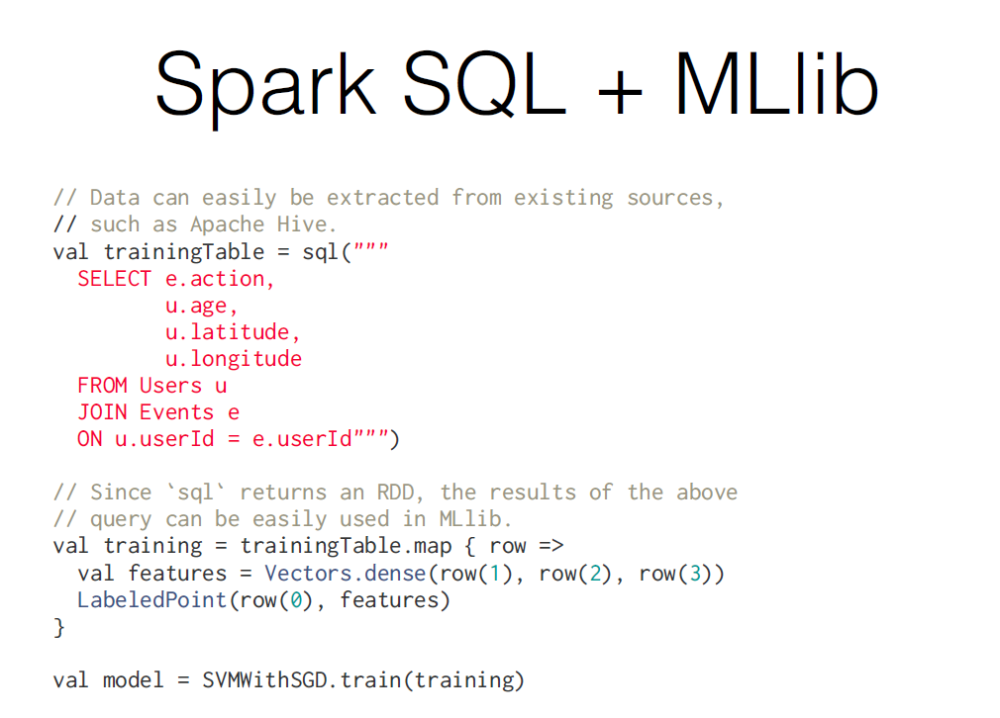 Spark SQL + MLlib
// Data can easily be extracted from existing sources,
// such as Apache Hive.
val trainingTable = sql("""
  SELECT e.action,
         u.age,
         u.latitude,
         u.longitude
  FROM Users u
  JOIN Events e
  ON u.userId = e.userId""")
// Since `sql` returns an RDD, the results of the above
// query can be easily used in MLlib.
val training = trainingTable.map { row =>
  val features = Vectors.dense(row(1), row(2), row(3))
  LabeledPoint(row(0), features)
}
val model = SVMWithSGD.train(training)